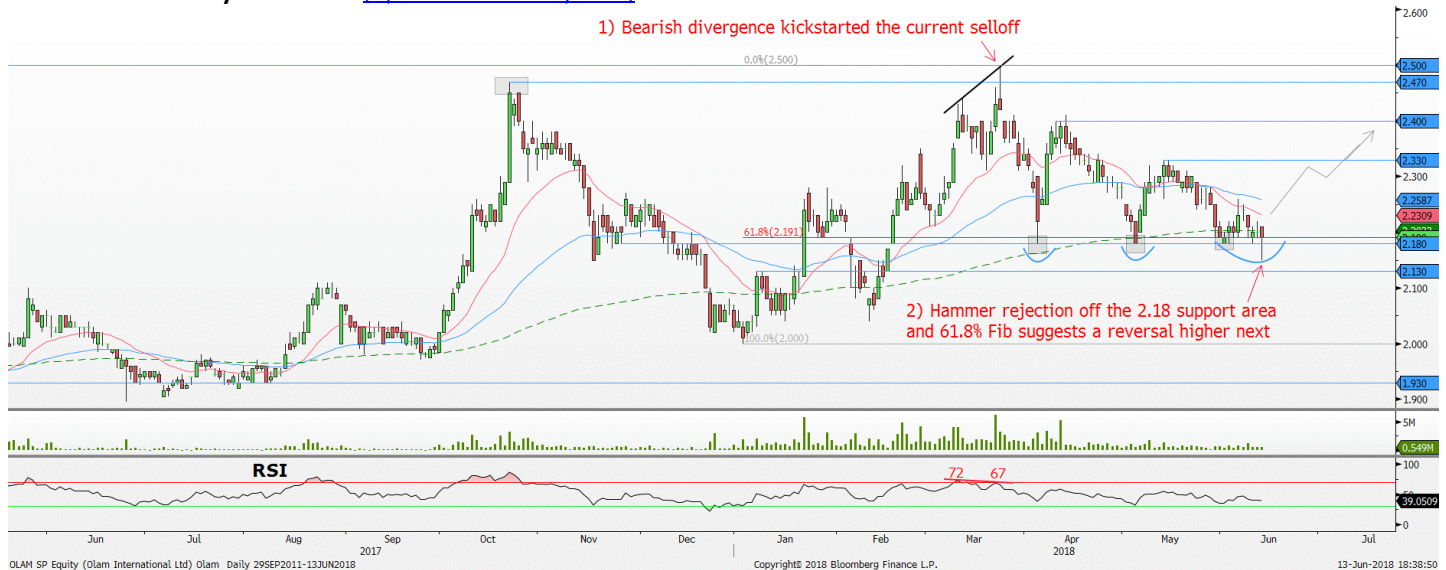 1) Bearish divergence kickstarted the current selloff
2.600
0.0%(2.500)
2.500
2.470
2.400
2.330
2.300
2.2587
2.2309
61.8%(2.191)
2.180
2.130
2.100
2) Hammer rejection off the 2.18 support area
and 61.8% Fib suggests a reversal higher next
100.0%(2.000)
2.000
1.930
1.900
5M
0.549M
RSI
72 67
100
39.0509
0
Jun Jul Aug Sep Oct Nov Dec Jan Feb Mar Apr May Jun Jul
2017 2018
OLAM SP Equity (Olam International Ltd) Olam Daily 29SEP2011-13JUN2018 Copyright© 2018 Bloomberg Finance L.P. 13-Jun-2018 18:38:50